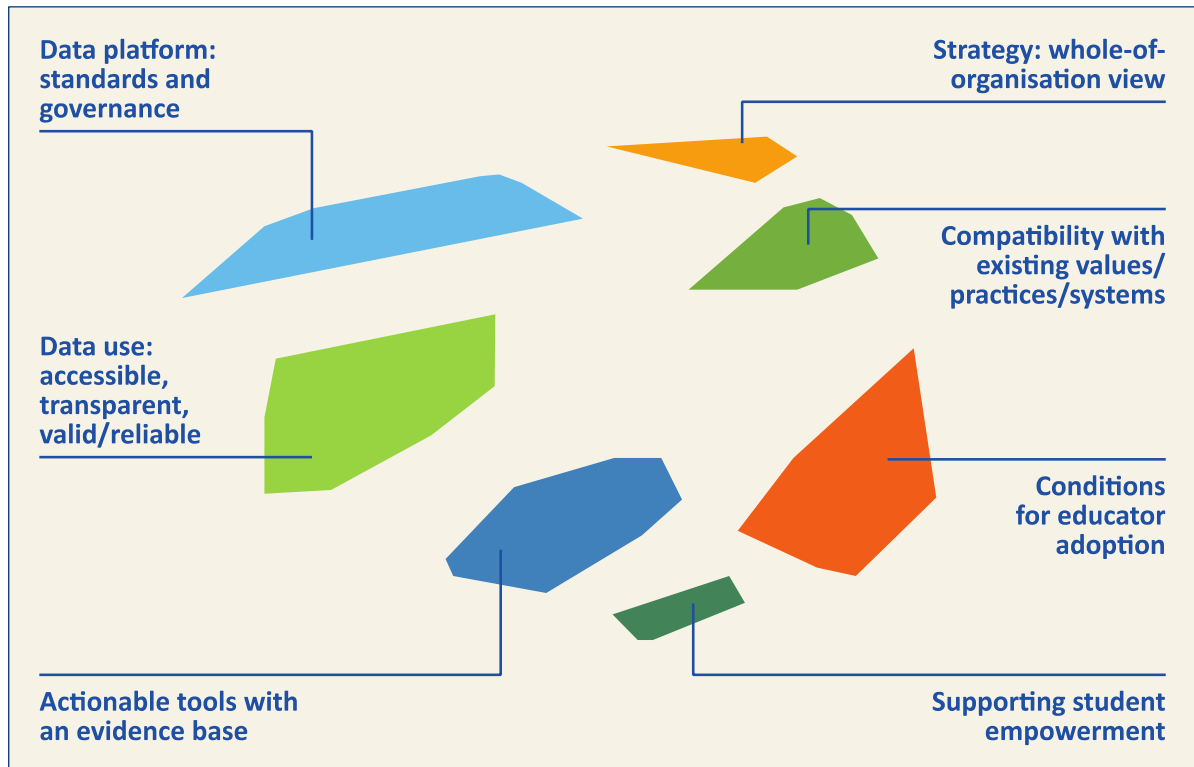 Data platform:
standards and
governance
Strategy: whole-of-
organisation view
Compatibility with
existing values/
practices/systems
Data use:
accessible,
transparent,
valid/reliable
Conditions
for educator
adoption
Actionable tools with
an evidence base
Supporting student
empowerment